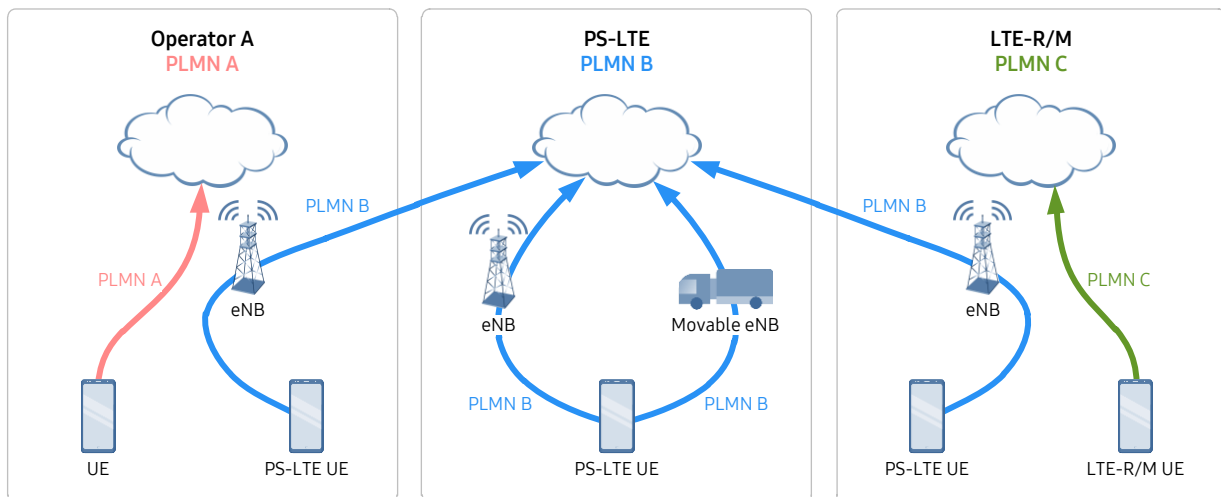 Operator A
PLMN A
PLMN A
PLMN B
eNB
UE
PS-LTE UE
PS-LTE
PLMN B
eNB
Movable eNB
PLMN B
PLMN B
PS-LTE UE
LTE-R/M
PLMN C
PLMN B
PLMN C
eNB
PS-LTE UE
LTE-R/M UE